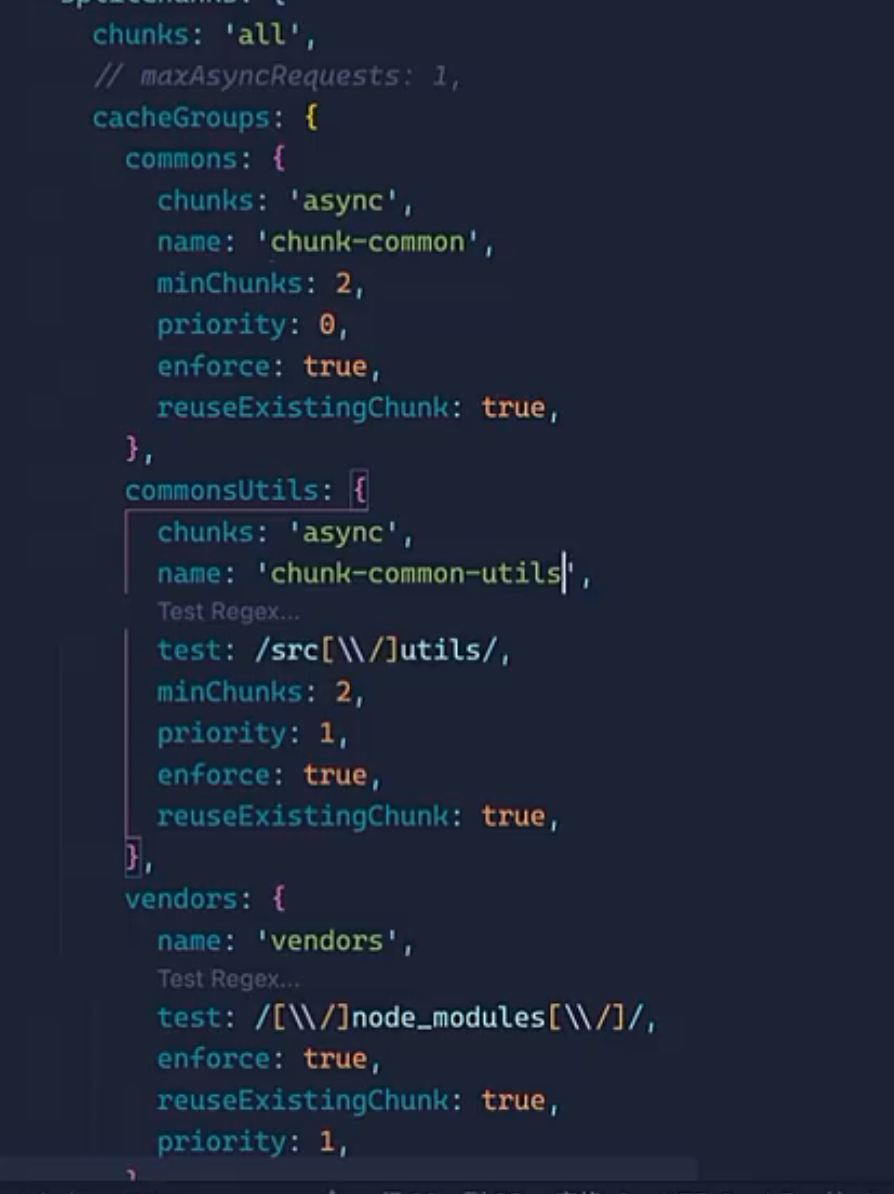 splitChunks: {
chunks: 'all',
// maxAsyncRequests: 1,
cacheGroups: {
commons: {
chunks: 'async',
name: 'chunk-common',
minChunks: 2,
priority: 0,
enforce: true,
reuseExistingChunk: true,
},
commonsUtils: {
chunks: 'async',
name: 'chunk-common-utils',
Test Regex...
test: /src[\\/]utils/,
minChunks: 2,
priority: 1,
enforce: true,
reuseExistingChunk: true,
},
vendors: {
name: 'vendors',
Test Regex...
test: /[\\/]node_modules[\\/]/,
enforce: true,
reuseExistingChunk: true,
priority: 1,
}